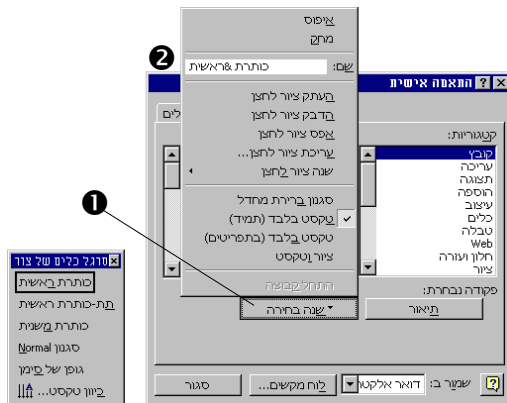 איפוס
מחק
❷
שם:
כותרת &ראשית
העתק ציור לחצן
הדבק ציור לחצן
אפס ציור לחצן
עריכת ציור לחצן...
שנה ציור לחצן
סגנון ברירת מחדל
טקסט בלבד (תמיד)
טקסט בלבד (בתפריטים)
ציור וטקסט
התחל קבוצה
התאמה אישית
לים
קטגוריות:
קובץ
עריכה
תצוגה
הוספה
עיצוב
כלים
טבלה
Web
חלון ועזרה
ציור
❶
פקודה נבחרת:
תיאור
שנה בחירה
שמור ב:
דואר אלקטר
לוח מקשים...
סגור
סרגל כלים של צור
כותרת ראשית
תת-כותרת ראשית
כותרת משנית
סגנון Normal
גופן של סימן
כיוון טקסט...